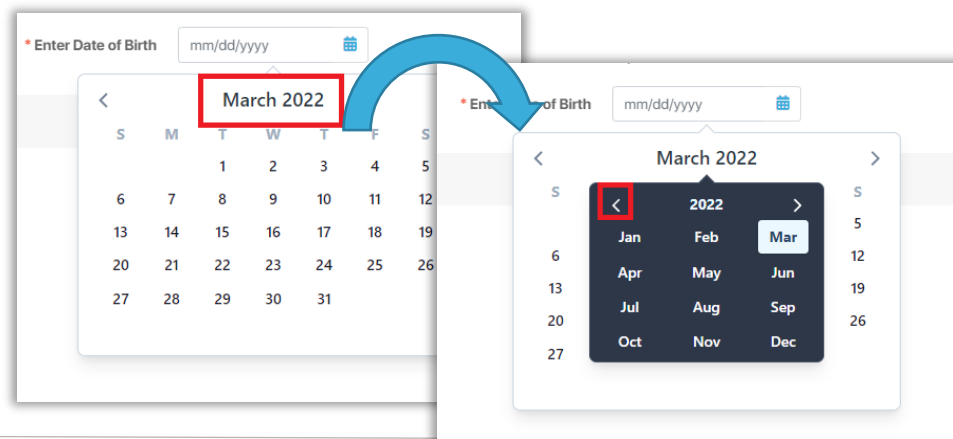 * Enter Date of Birth mm/dd/yyyy
< March 2022
S M T W T F S
1 2 3 4 5
6 7 8 9 10 11 12
13 14 15 16 17 18 19
20 21 22 23 24 25 26
27 28 29 30 31
of Birth mm/dd/yyyy
< March 2022 >
S S
< 2022 >
5
Jan Feb Mar
6 12
Apr May Jun
13 19
Jul Aug Sep
20 26
Oct Nov Dec
27